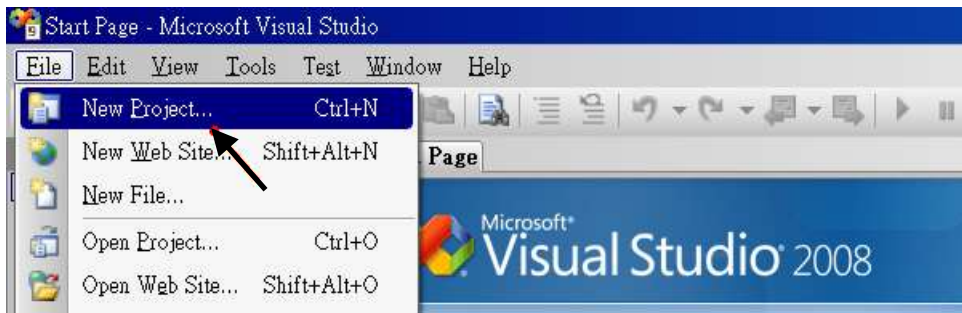 Start Page - Microsoft Visual Studio
File Edit View Tools Test Window Help
New Project... Ctrl+N
New Web Site... Shift+Alt+N
Page
New File...
Microsoft
Visual Studio 2008
Open Project... Ctrl+O
Open Web Site... Shift+Alt+O